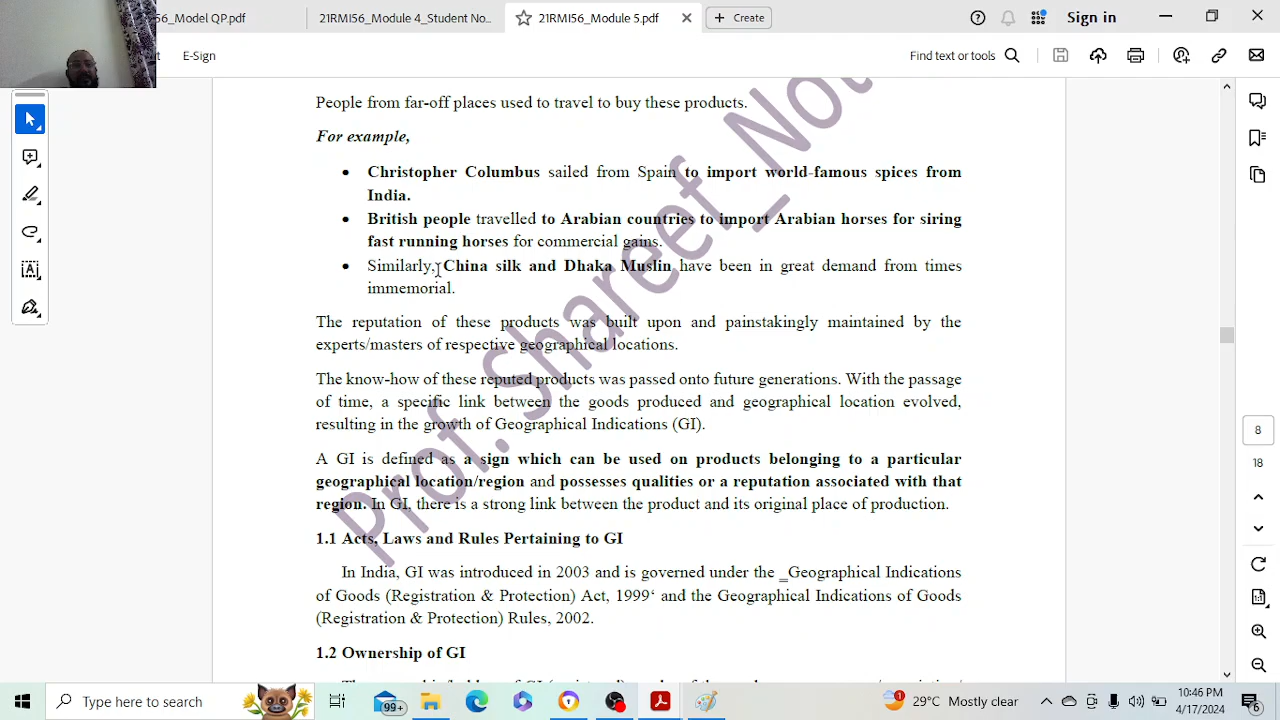 56_Model QP.pdf
21RMI56_Module 4_Student No...
21RMI56_Module 5.pdf
Create
Sign in
E-Sign
Find text or tools
People from far-off places used to travel to buy these products.
For example,
• Christopher Columbus sailed from Spain to import world-famous spices from
India.
• British people travelled to Arabian countries to import Arabian horses for siring
fast running horses for commercial gains.
• Similarly, China silk and Dhaka Muslin have been in great demand from times
immemorial.
The reputation of these products was built upon and painstakingly maintained by the
experts/masters of respective geographical locations.
The know-how of these reputed products was passed onto future generations. With the passage
of time, a specific link between the goods produced and geographical location evolved,
resulting in the growth of Geographical Indications (GI).
A GI is defined as a sign which can be used on products belonging to a particular
geographical location/region and possesses qualities or a reputation associated with that
region. In GI, there is a strong link between the product and its original place of production.
1.1 Acts, Laws and Rules Pertaining to GI
In India, GI was introduced in 2003 and is governed under the ‗Geographical Indications
of Goods (Registration & Protection) Act, 1999‘ and the Geographical Indications of Goods
(Registration & Protection) Rules, 2002.
1.2 Ownership of GI
Prof. Shareef_Not
8
18
Type here to search
99+
1
29°C Mostly clear
10:46 PM
4/17/2024
6